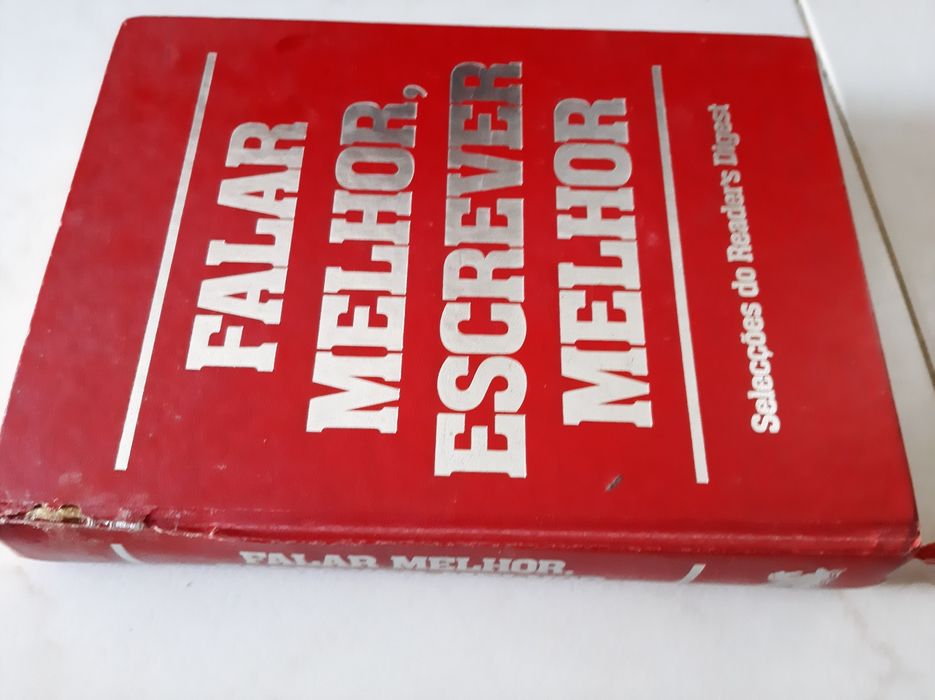 FALAR
MELHOR,
ESCREVER
MELHOR
Selecções do Reader's Digest
FALAR MELHOR,